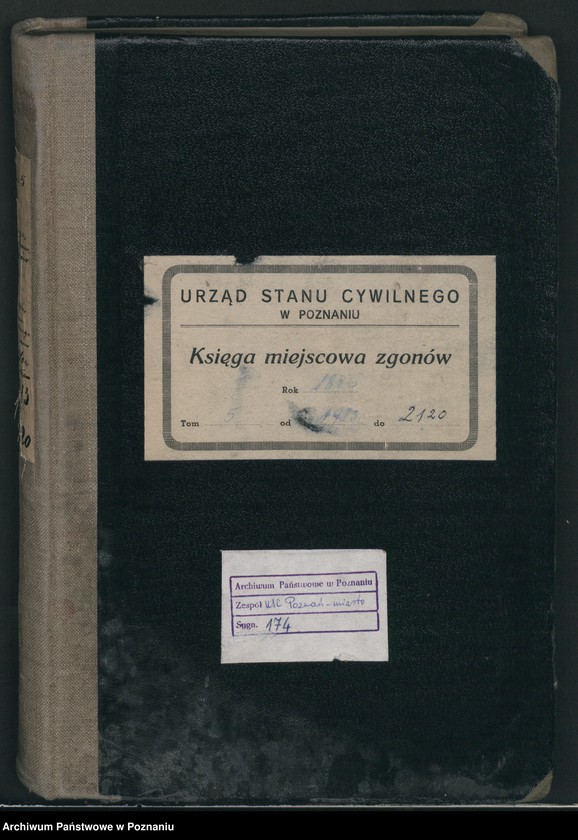 URZĄD STANU CYWILNEGO
W POZNANIU
Księga miejscowa zgonów
Rok
Tom 5 od do 2120
Archiwum Państwowe w Poznaniu
Zespół USC Poznań-miasto
Sygn. 174
Archiwum Państwowe w Poznaniu